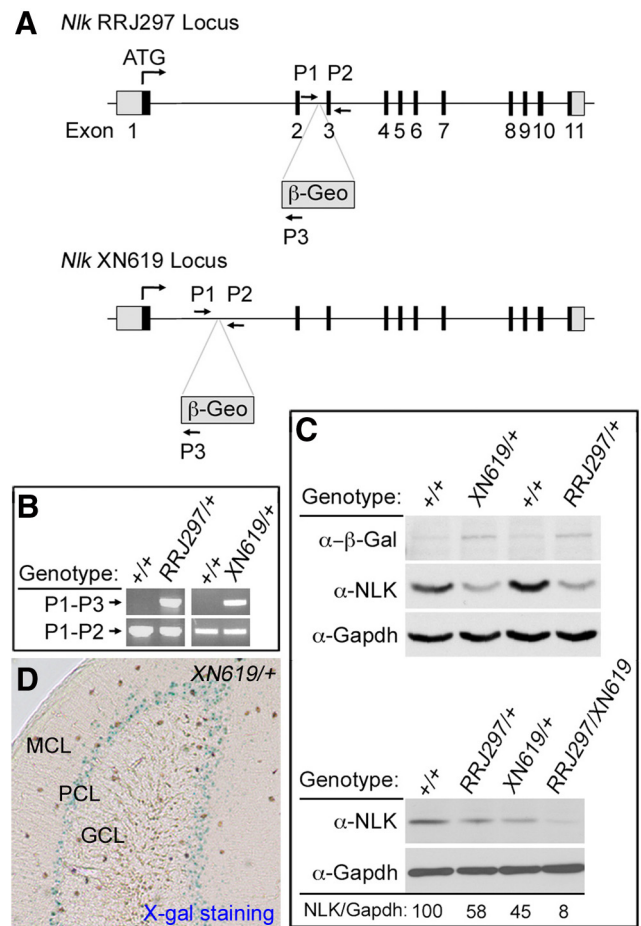 A
Nlk RRJ297 Locus
ATG
P1 P2
Exon 1 2 3 4 5 6 7 8 9 10 11
β-Geo
P3
Nlk XN619 Locus
P1 P2
β-Geo
P3
B
Genotype: +/+ RRJ297/+ +/+ XN619/+
P1-P3
P1-P2
C
Genotype: +/+ XN619/+ +/+ RRJ297/+
α-β-Gal
α-NLK
α-Gapdh
Genotype: +/+ RRJ297/+ XN619/+ RRJ297/XN619
α-NLK
α-Gapdh
NLK/Gapdh: 100 58 45 8
D
XN619/+
MCL
PCL
GCL
X-gal staining